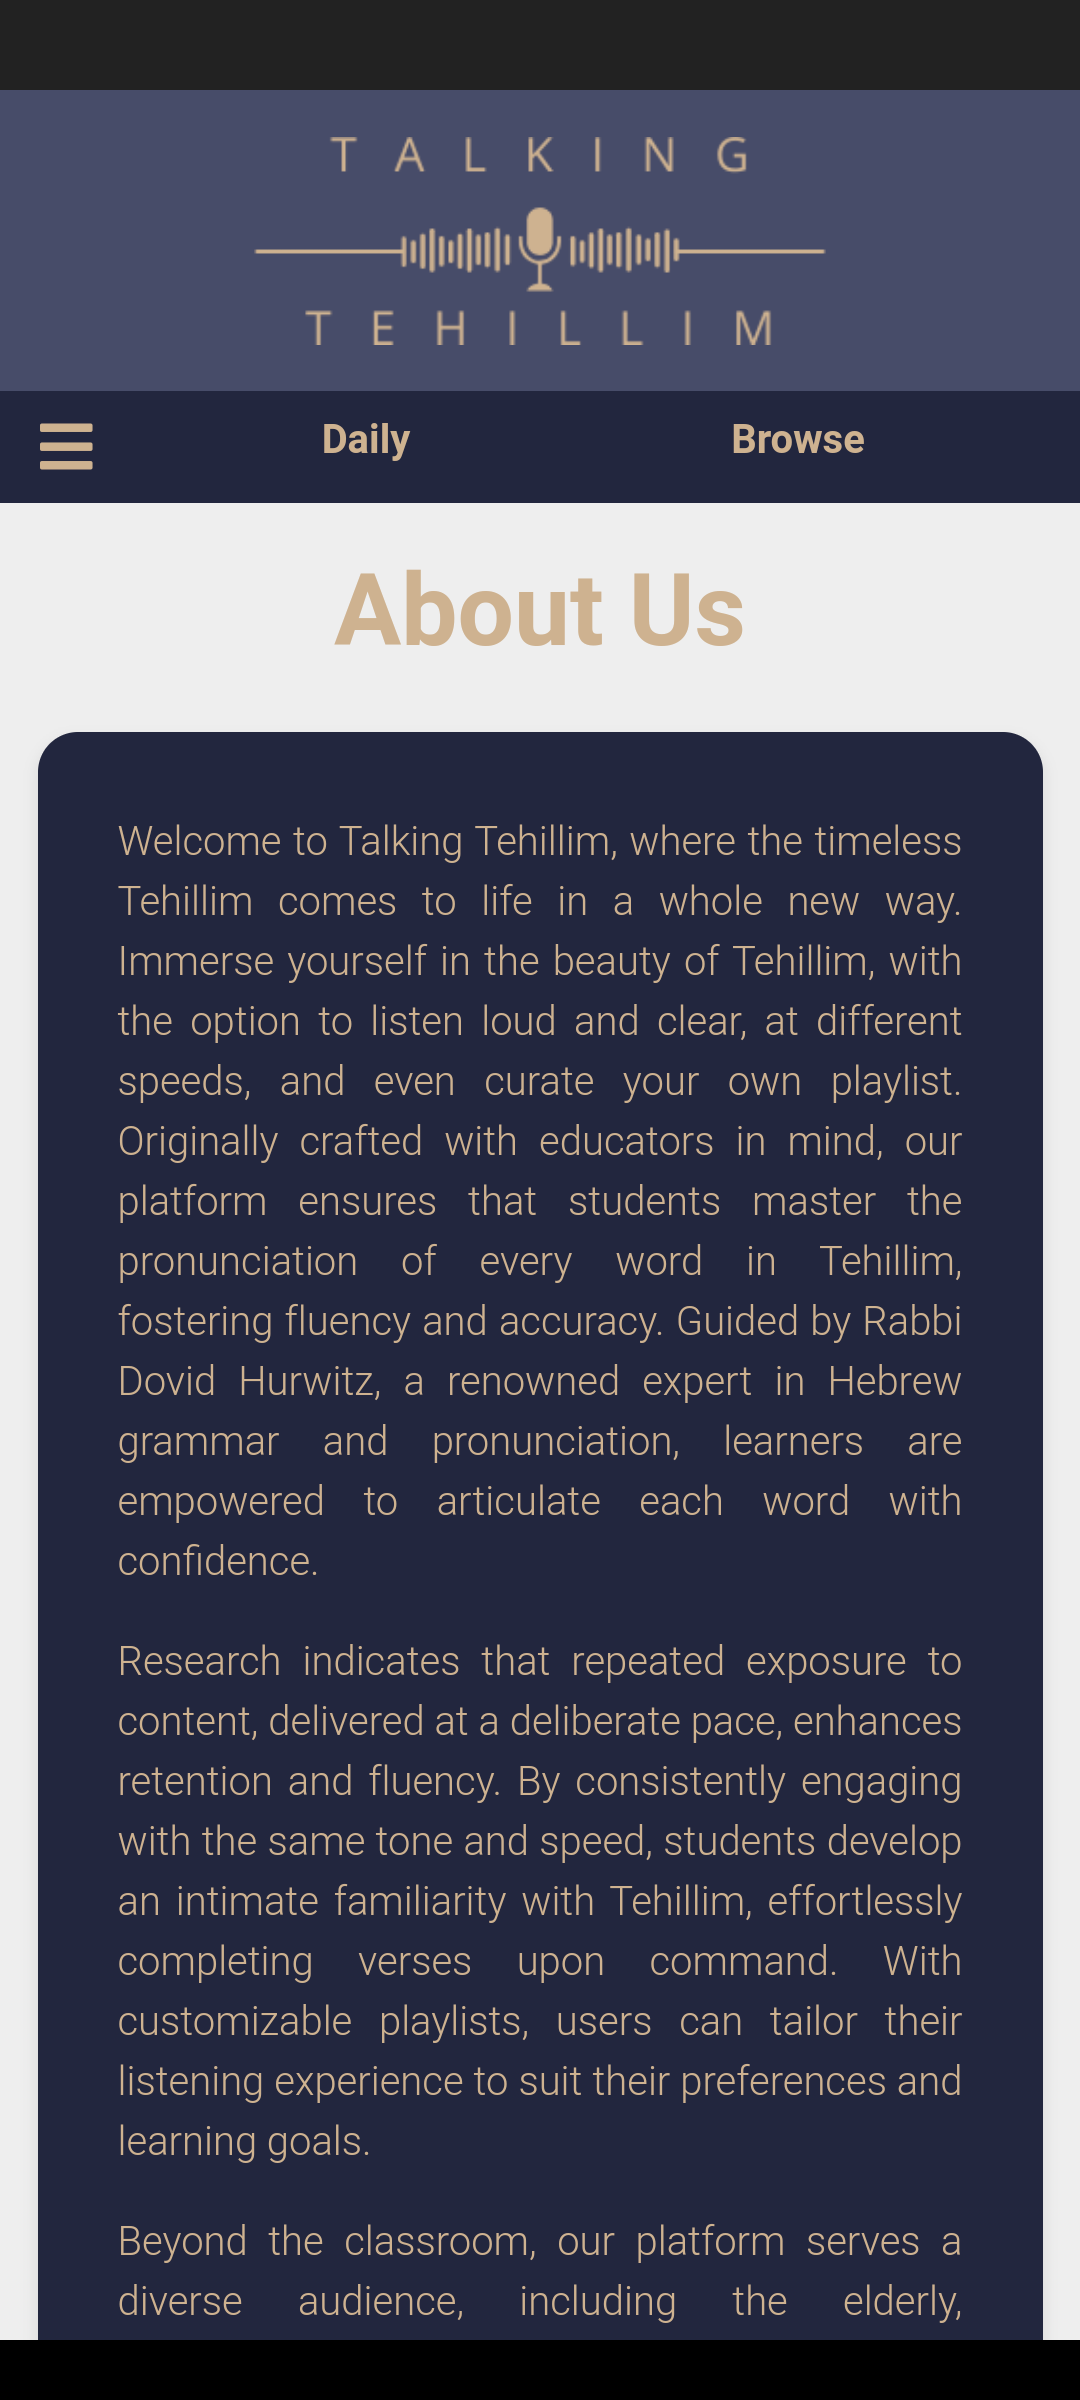 TALKING
TEHILLIM
Daily Browse
About Us
Welcome to Talking Tehillim, where the timeless
Tehillim comes to life in a whole new way.
Immerse yourself in the beauty of Tehillim, with
the option to listen loud and clear, at different
speeds, and even curate your own playlist.
Originally crafted with educators in mind, our
platform ensures that students master the
pronunciation of every word in Tehillim,
fostering fluency and accuracy. Guided by Rabbi
Dovid Hurwitz, a renowned expert in Hebrew
grammar and pronunciation, learners are
empowered to articulate each word with
confidence.
Research indicates that repeated exposure to
content, delivered at a deliberate pace, enhances
retention and fluency. By consistently engaging
with the same tone and speed, students develop
an intimate familiarity with Tehillim, effortlessly
completing verses upon command. With
customizable playlists, users can tailor their
listening experience to suit their preferences and
learning goals.
Beyond the classroom, our platform serves a
diverse audience, including the elderly,